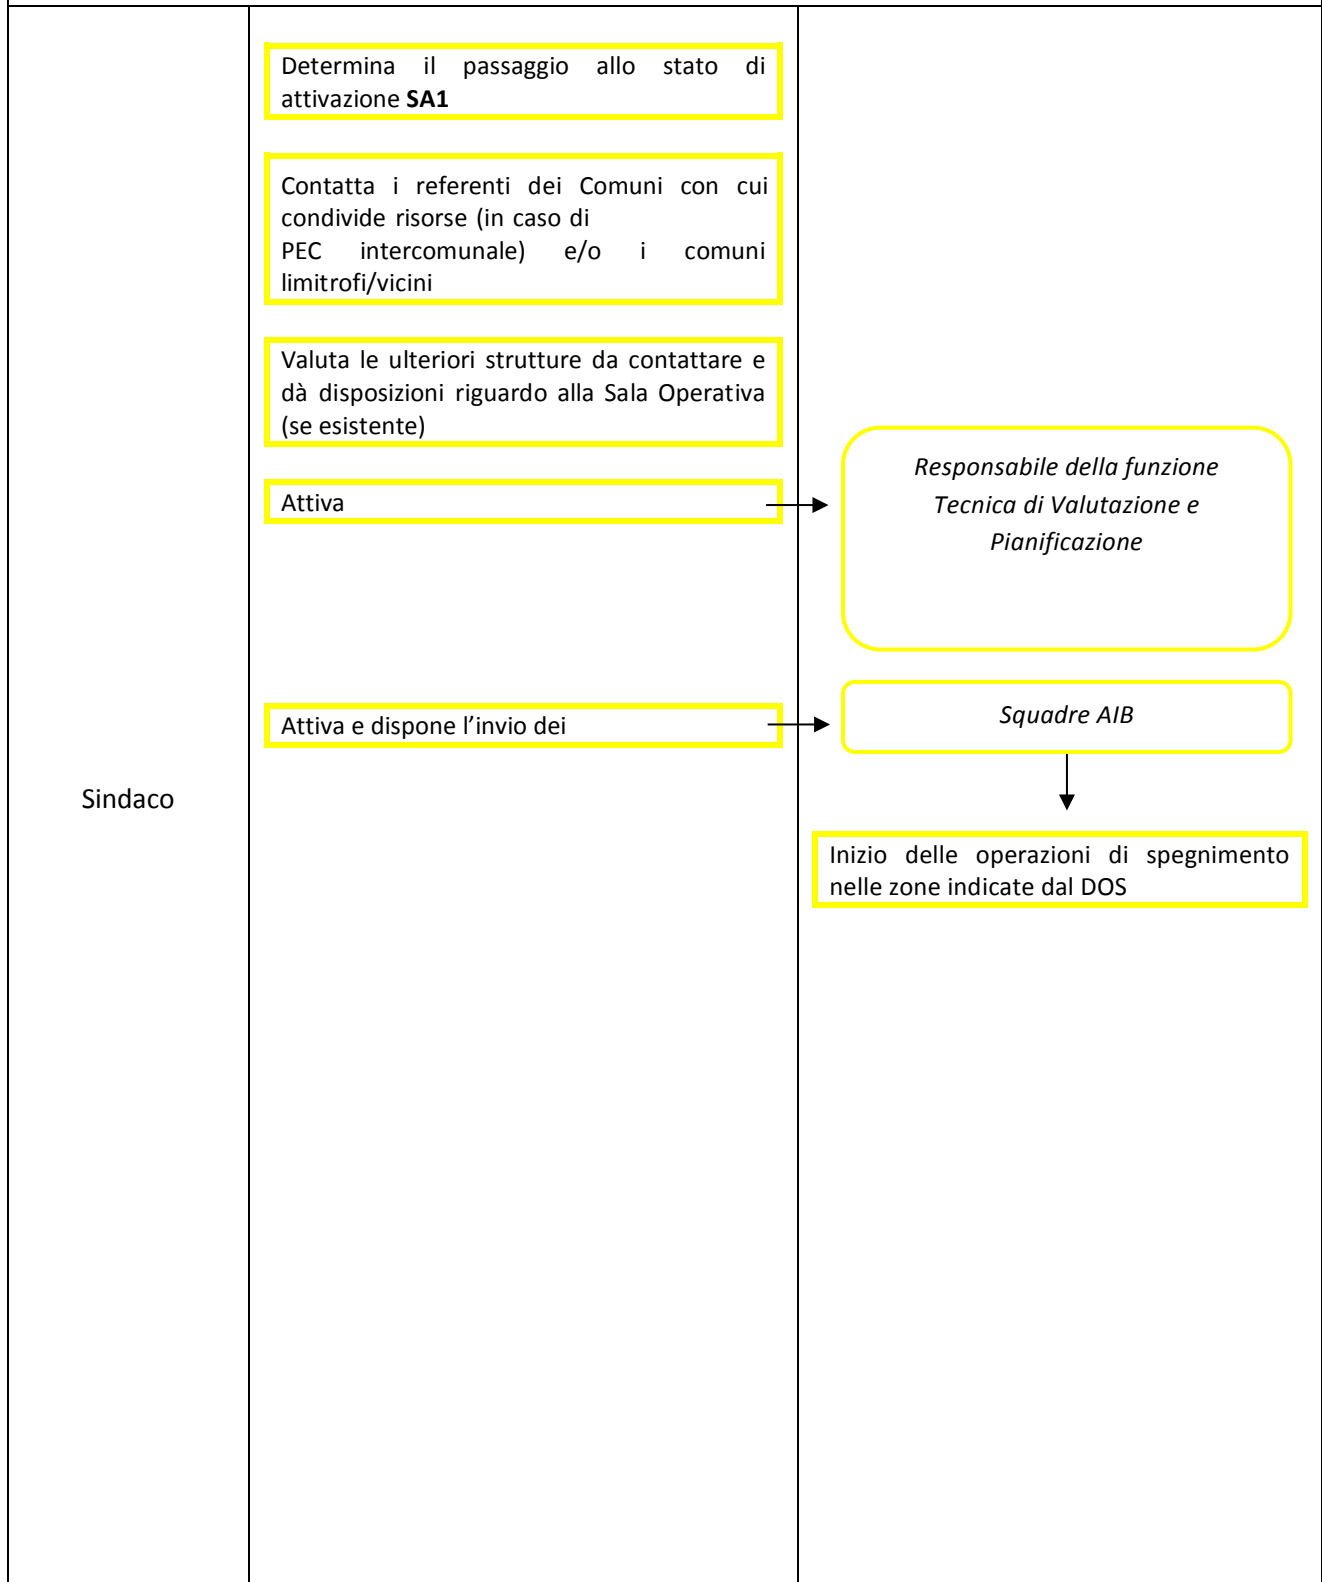 Determina il passaggio allo stato di
attivazione SA1
Contatta i referenti dei Comuni con cui
condivide risorse (in caso di
PEC intercomunale) e/o i comuni
limitrofi/vicini
Valuta le ulteriori strutture da contattare e
dà disposizioni riguardo alla Sala Operativa
(se esistente)
Attiva
Responsabile della funzione
Tecnica di Valutazione e
Pianificazione
Attiva e dispone l’invio dei
Squadre AIB
Sindaco
Inizio delle operazioni di spegnimento
nelle zone indicate dal DOS